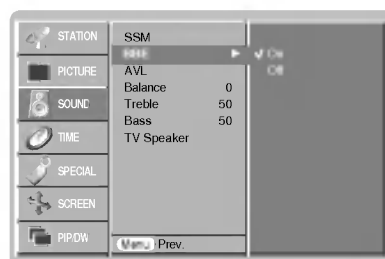 STATION
PICTURE
SOUND
TIME
SPECIAL
SCREEN
PIP/DW
SSM
BBE
AVL
Balance 0
Treble 50
Bass 50
TV Speaker
Menu Prev.
On
Off